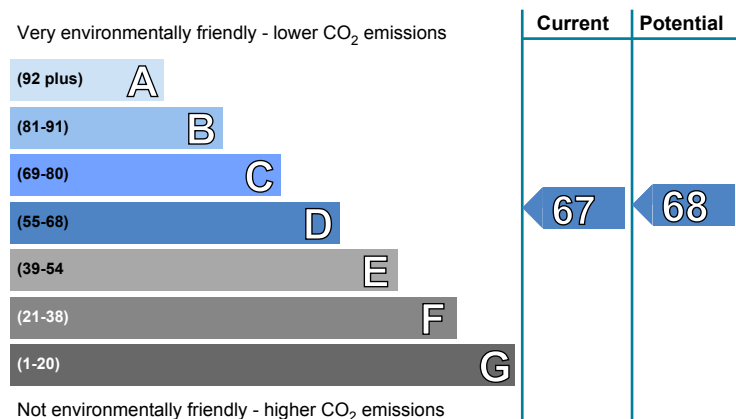 Current Potential
Very environmentally friendly - lower CO2 emissions
(92 plus) A
(81-91) B
(69-80) C
(55-68) D
67 68
(39-54 E
(21-38) F
(1-20) G
Not environmentally friendly - higher CO2 emissions